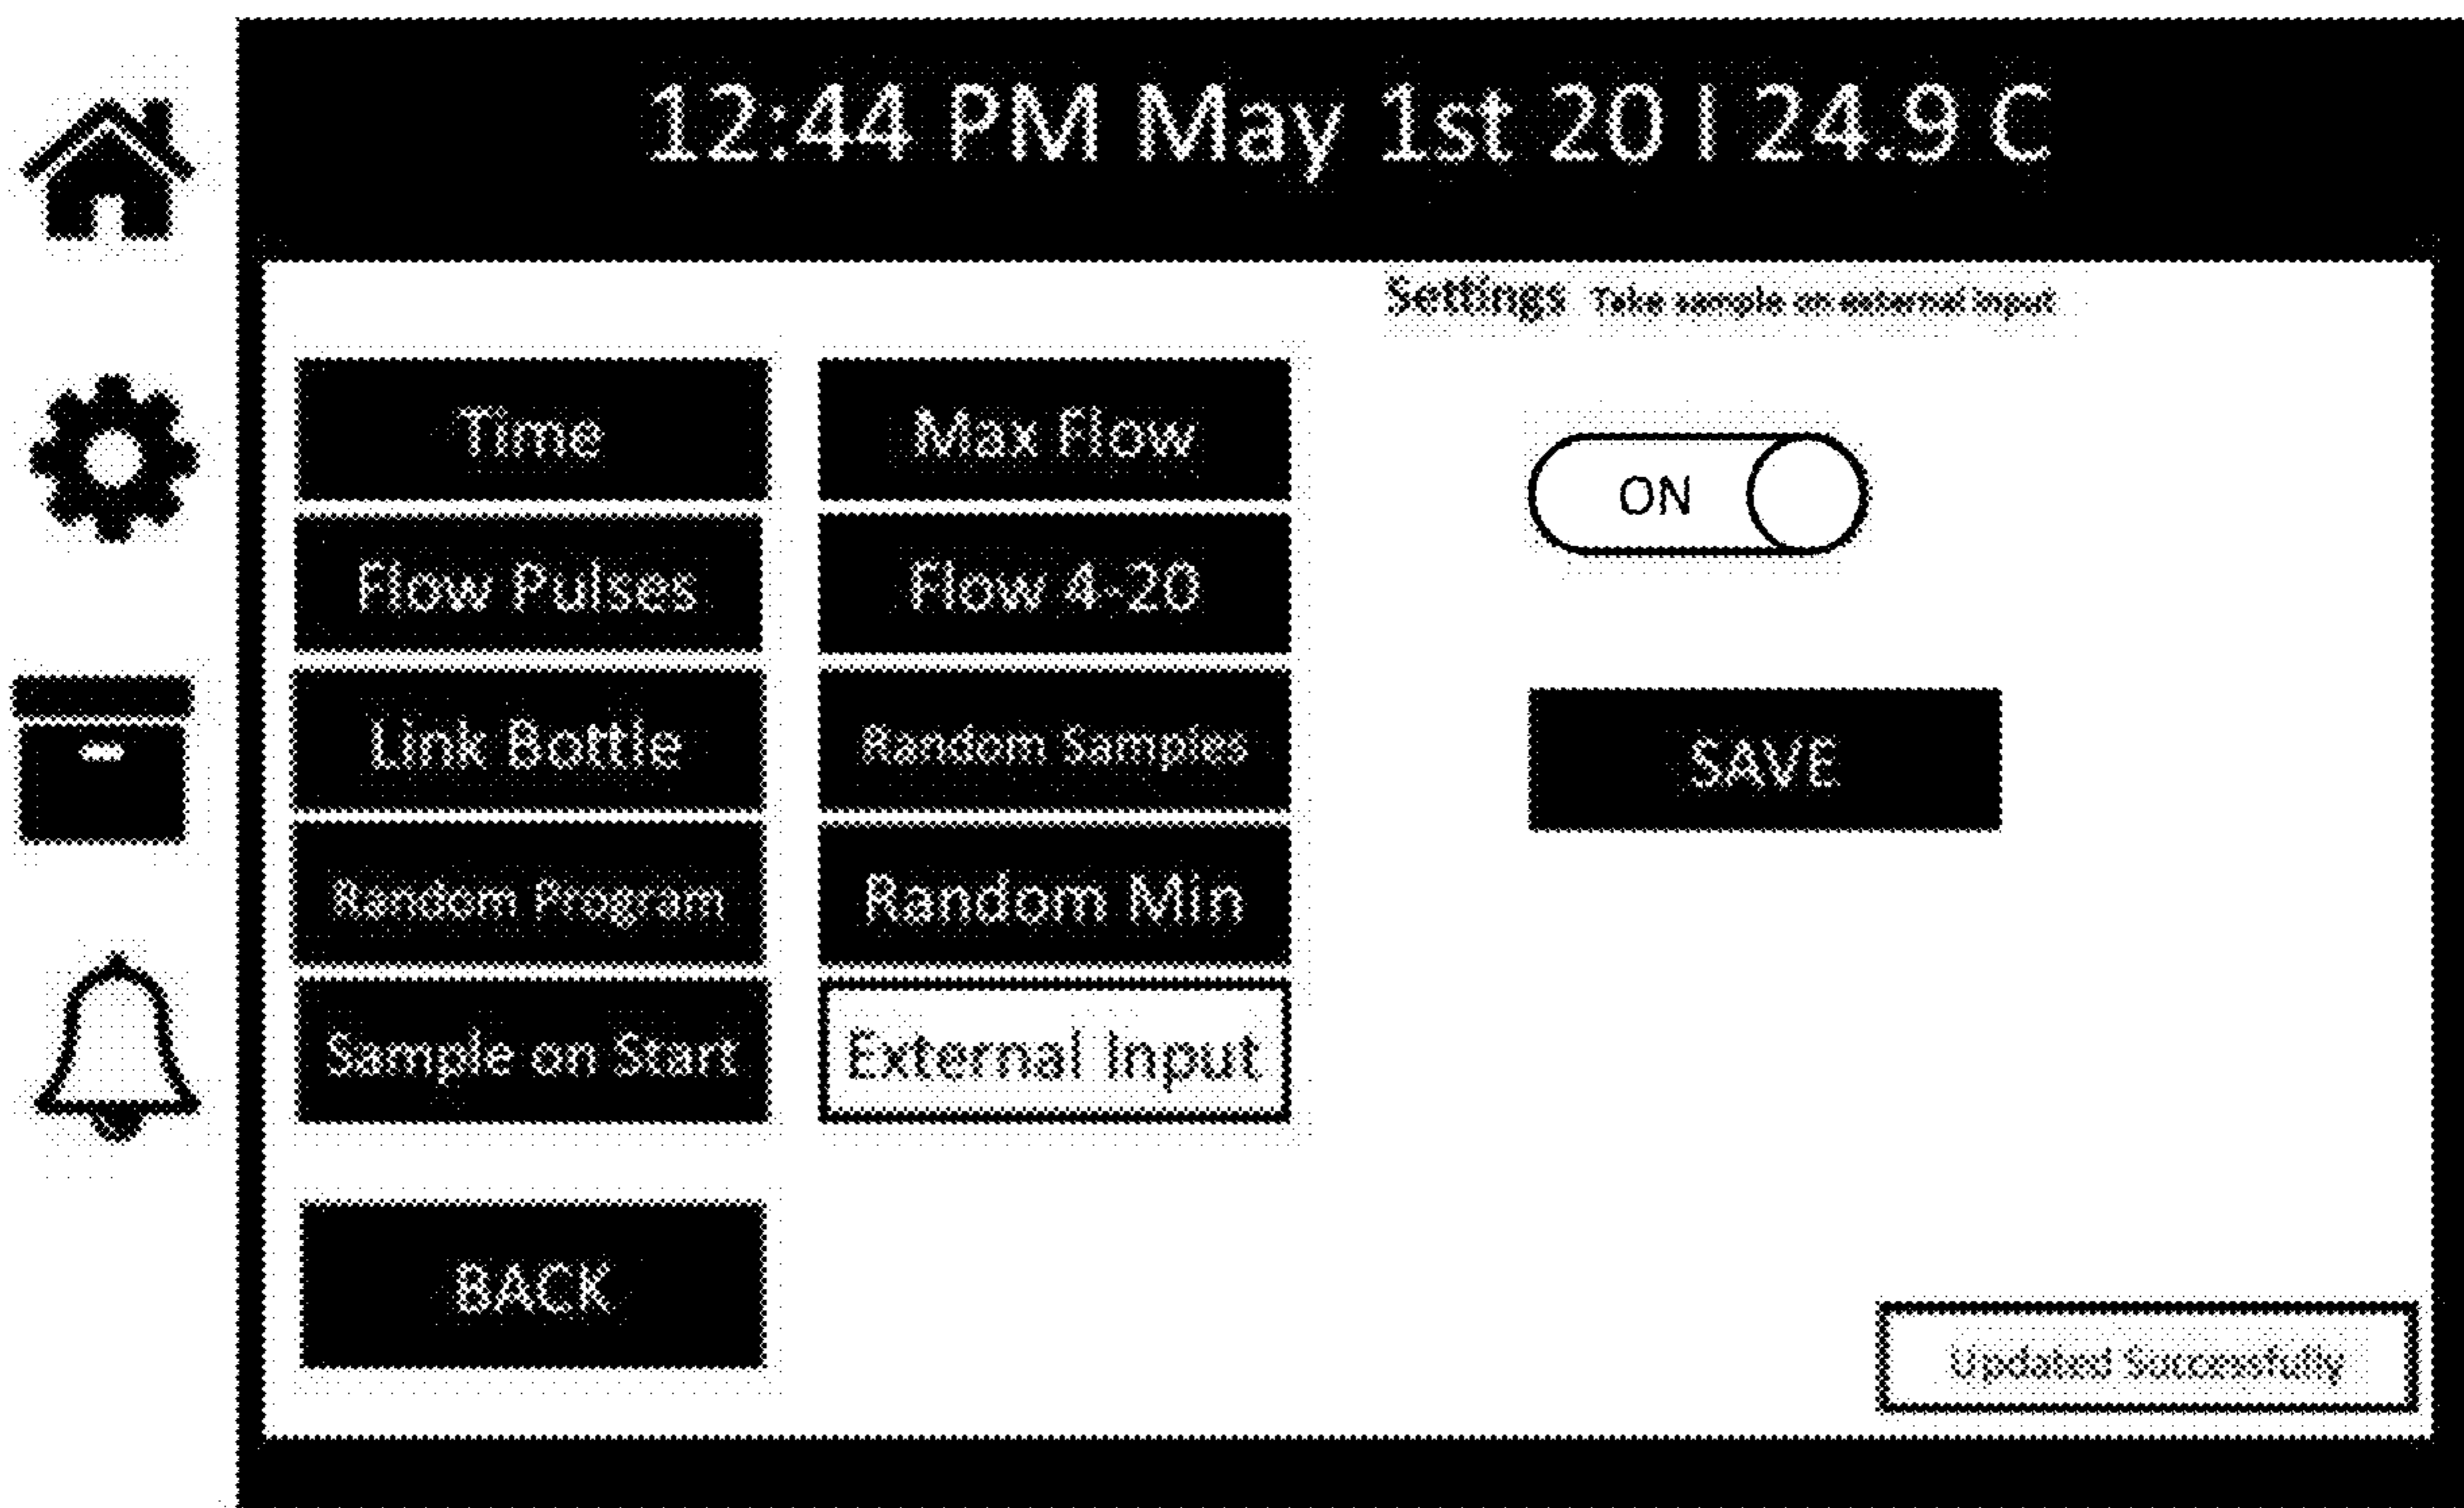 12:44 PM May 1st 20 | 24.9 C
Settings Take sample on external input
Time
Max Flow
ON
Flow Pulses
Flow 4-20
Link Bottle
Random Samples
SAVE
Random Program
Random Min
Sample on Start
External Input
BACK
Updated Successfully